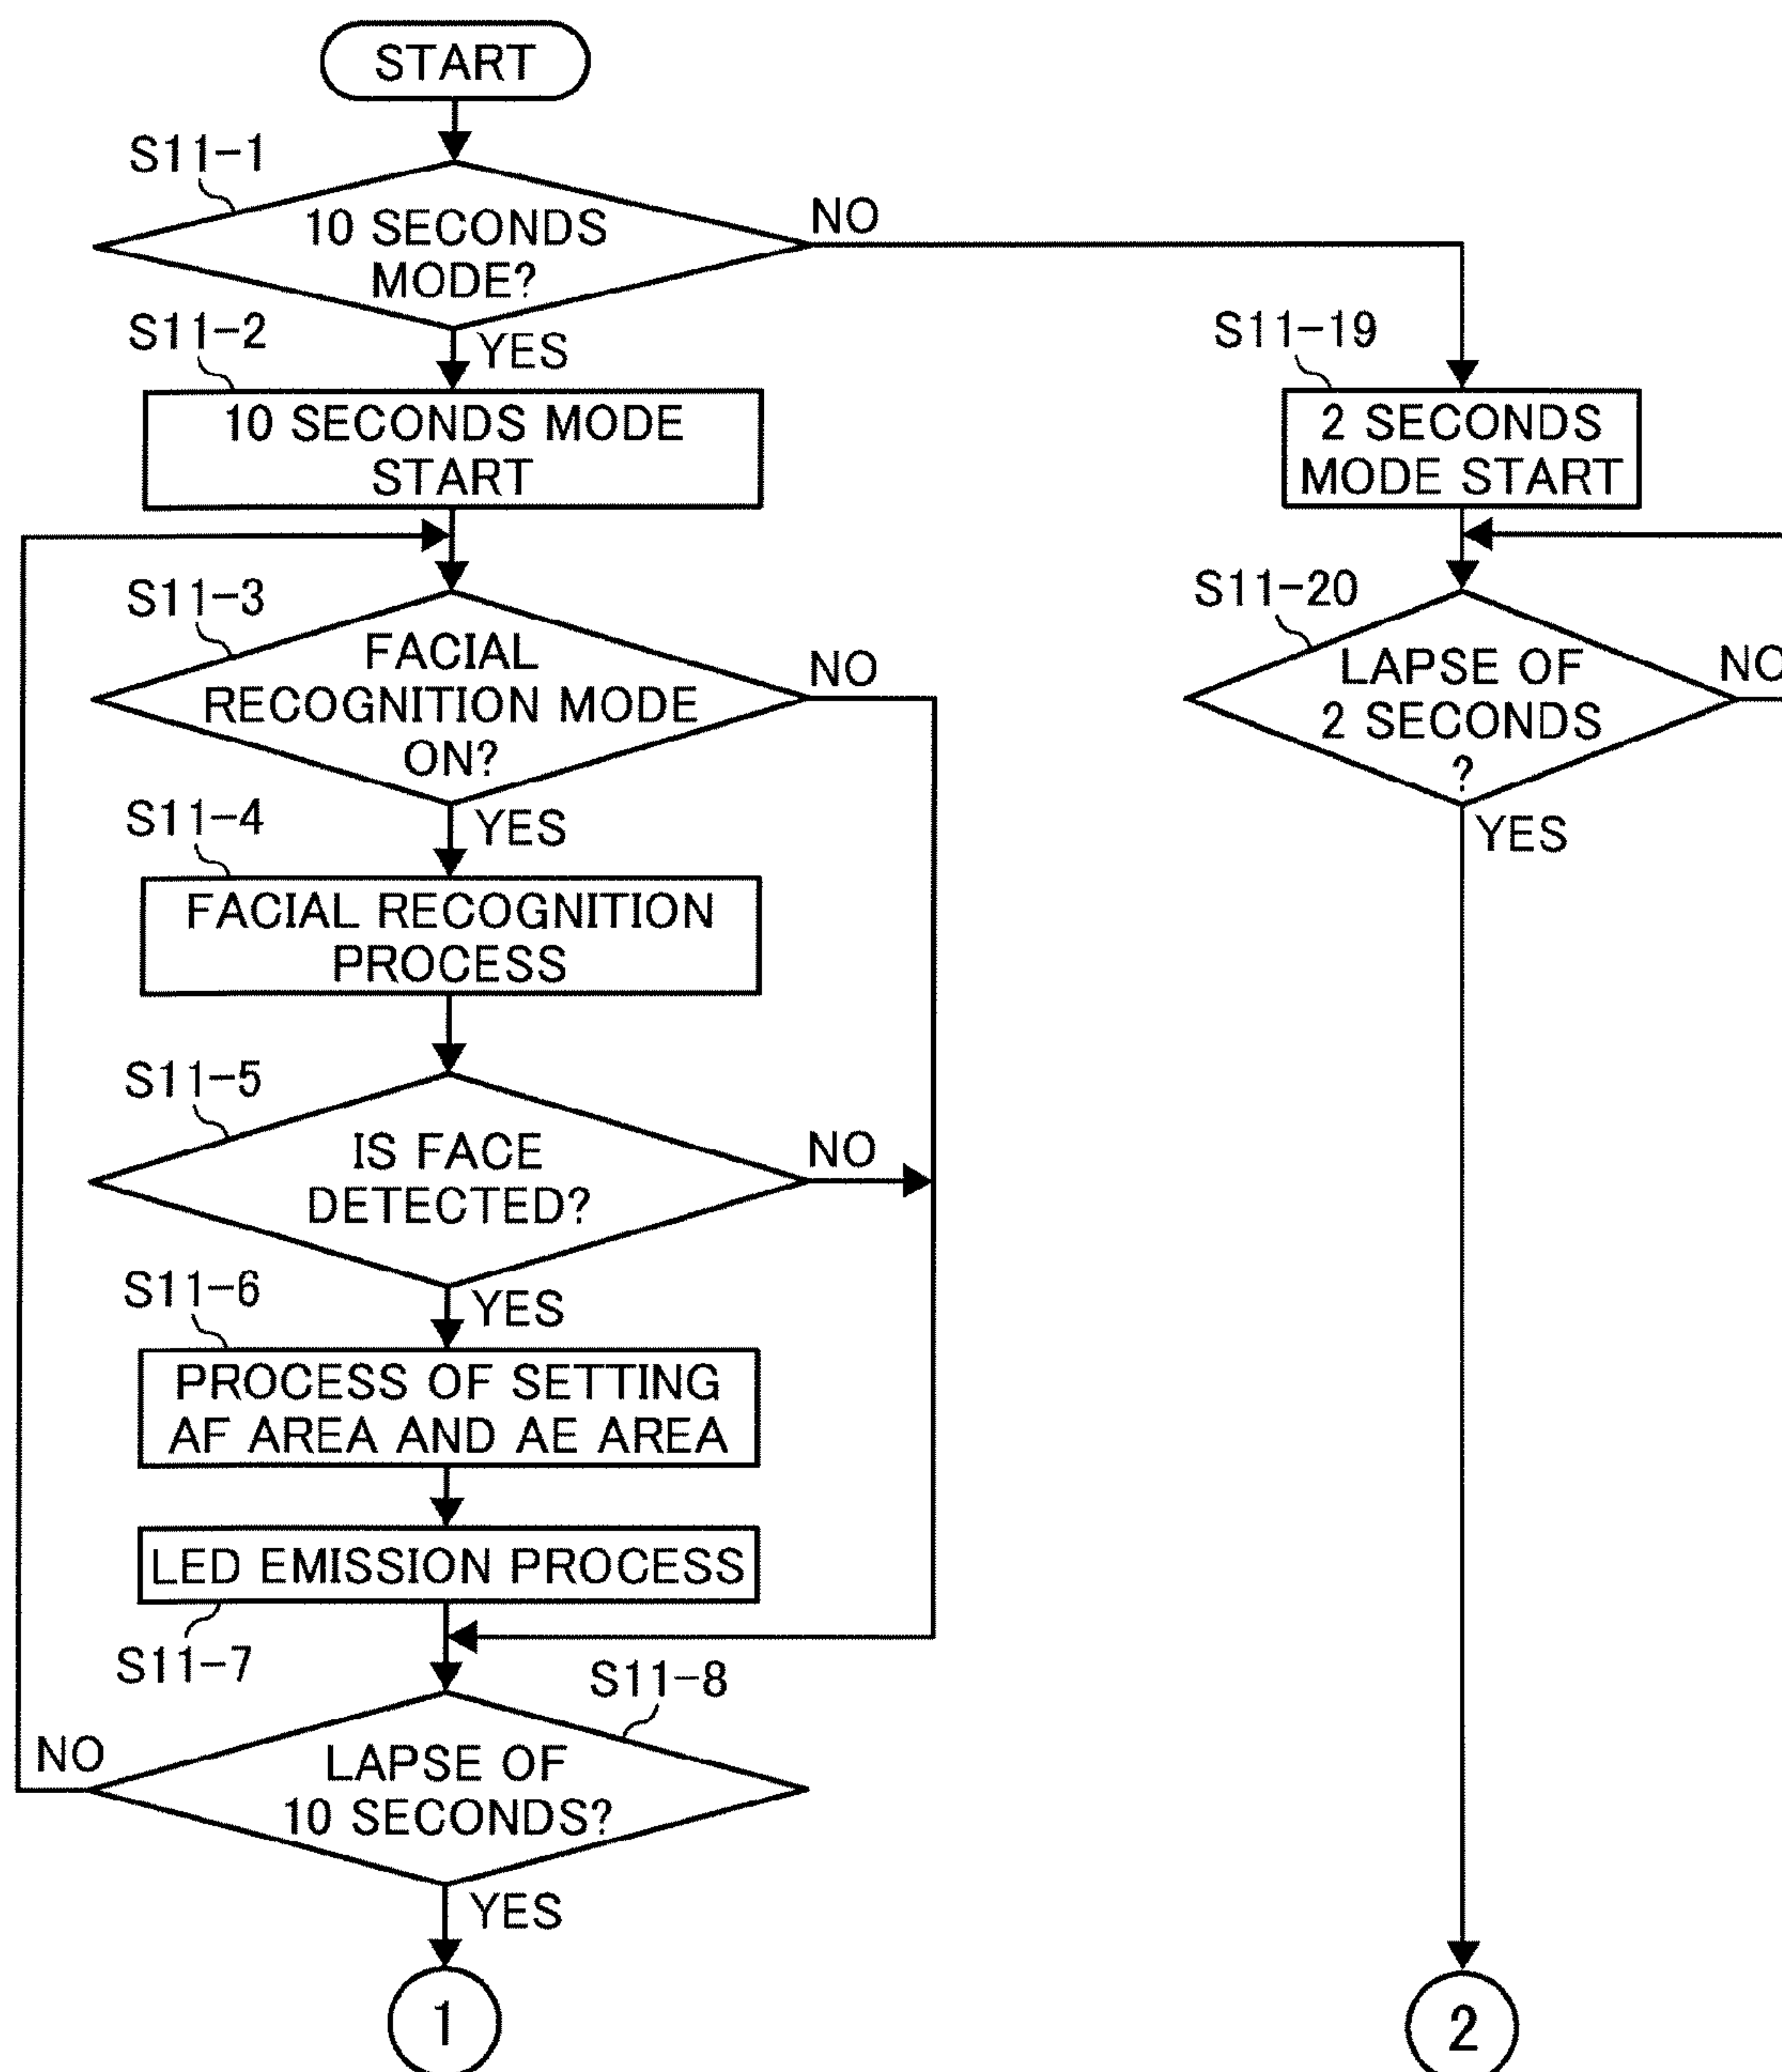 START
S11-1
10 SECONDS
MODE?
NO
YES
S11-2
10 SECONDS MODE
START
S11-3
FACIAL
RECOGNITION MODE
ON?
NO
YES
S11-4
FACIAL RECOGNITION
PROCESS
S11-5
IS FACE
DETECTED?
NO
YES
S11-6
PROCESS OF SETTING
AF AREA AND AE AREA
LED EMISSION PROCESS
S11-7
S11-8
LAPSE OF
10 SECONDS?
NO
YES
1
S11-19
2 SECONDS
MODE START
S11-20
LAPSE OF
2 SECONDS
?
NO
YES
2